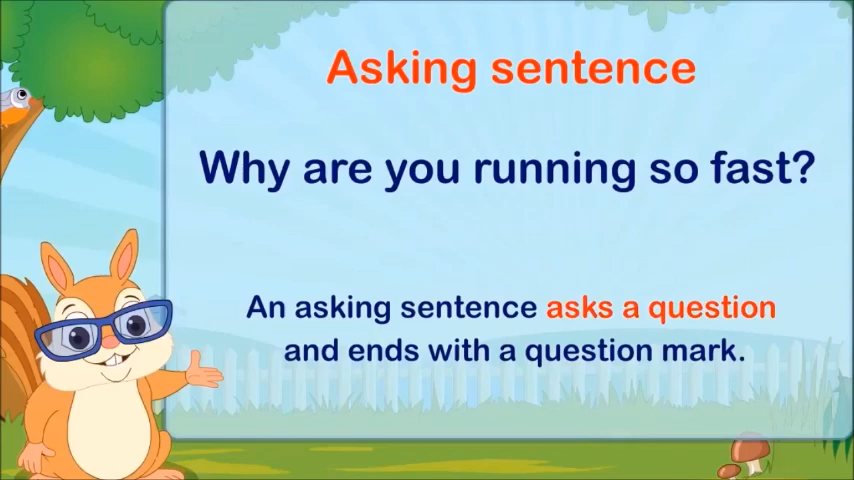 Asking sentence
Why are you running so fast?
An asking sentence asks a question
and ends with a question mark.